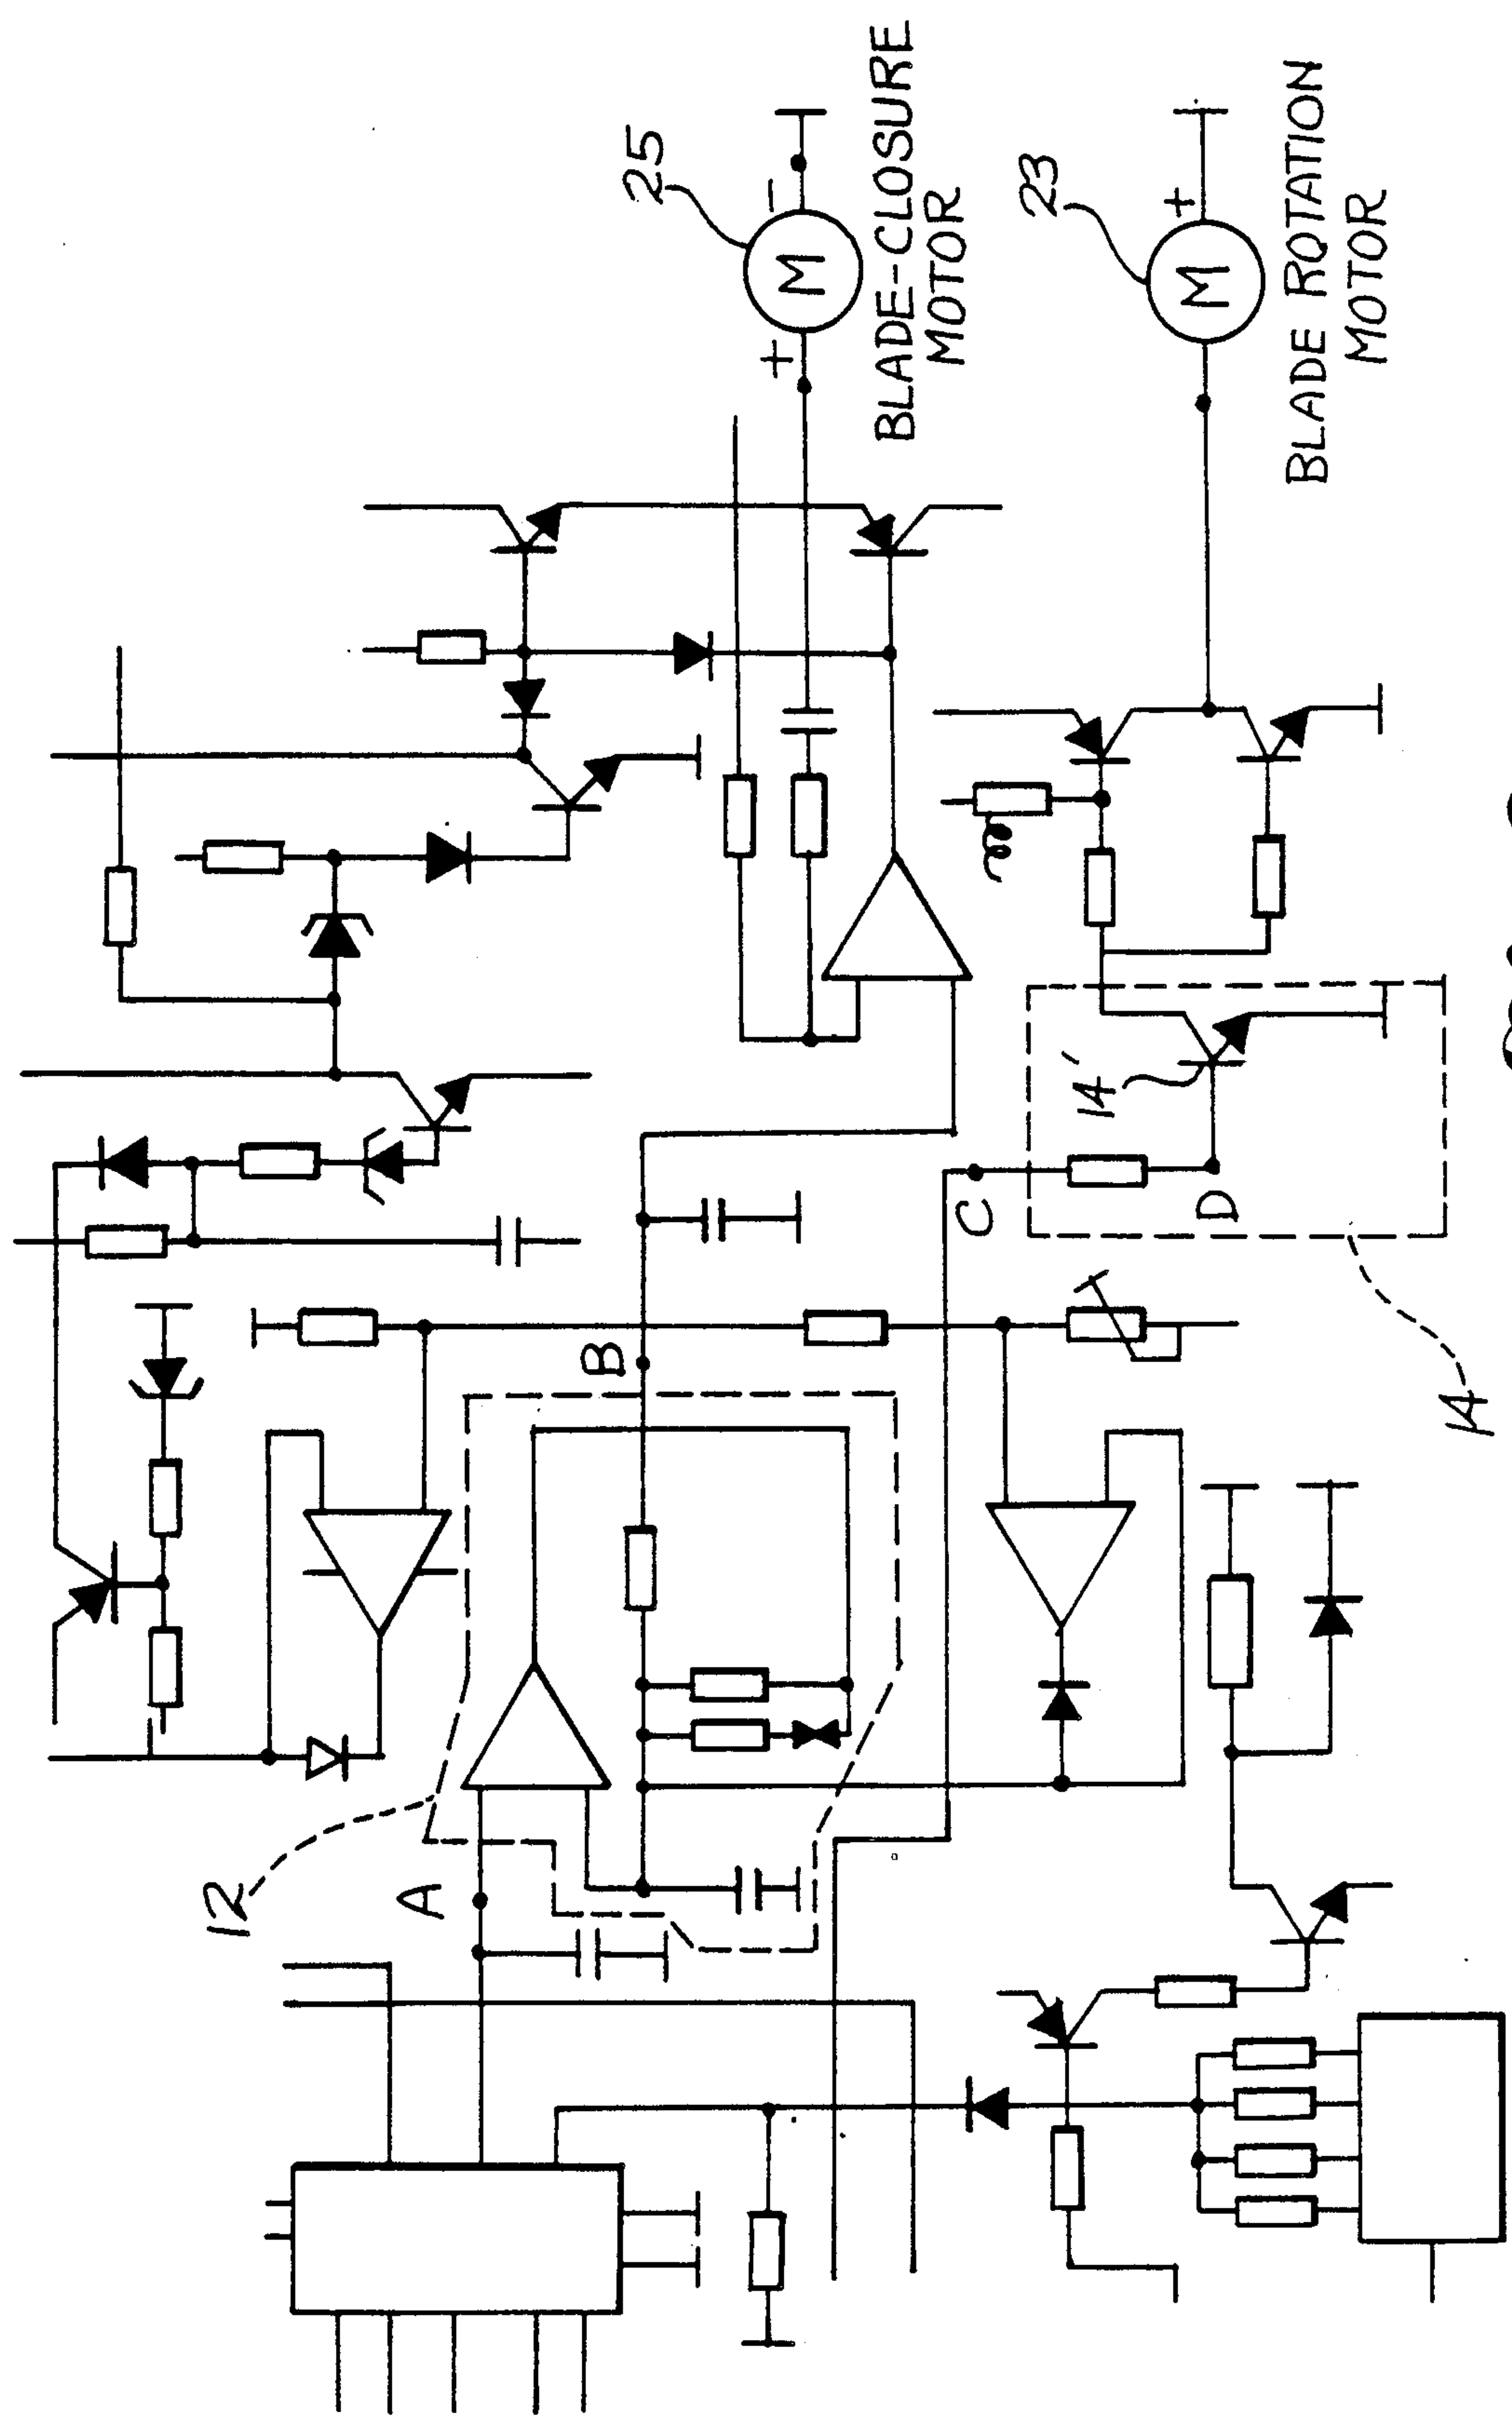 25
−
M
+
BLADE-CLOSURE
MOTOR
23
+
M
BLADE ROTATION
MOTOR
14'
C
D
B
14
12
A